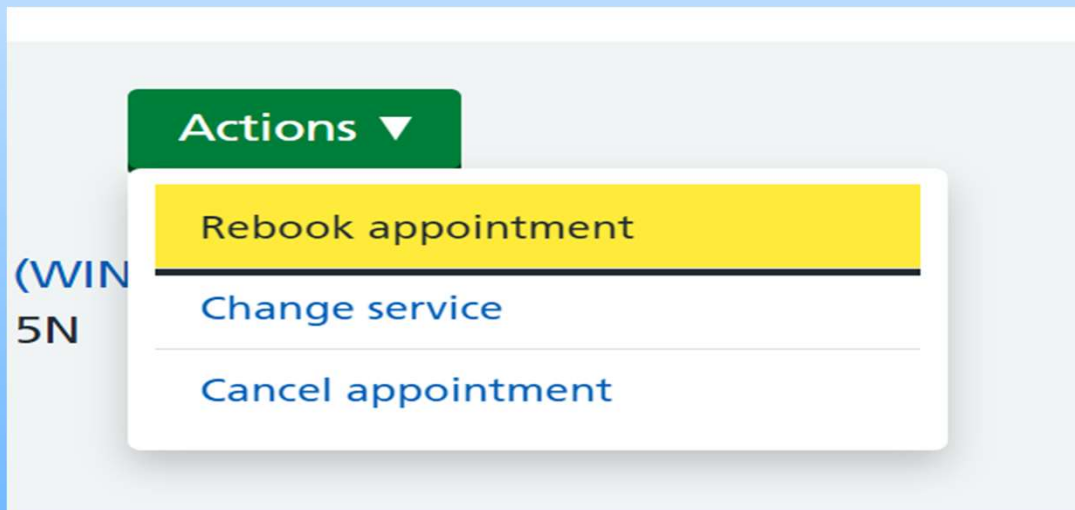 Actions ▼
Rebook appointment
(WIN
Change service
5N
Cancel appointment